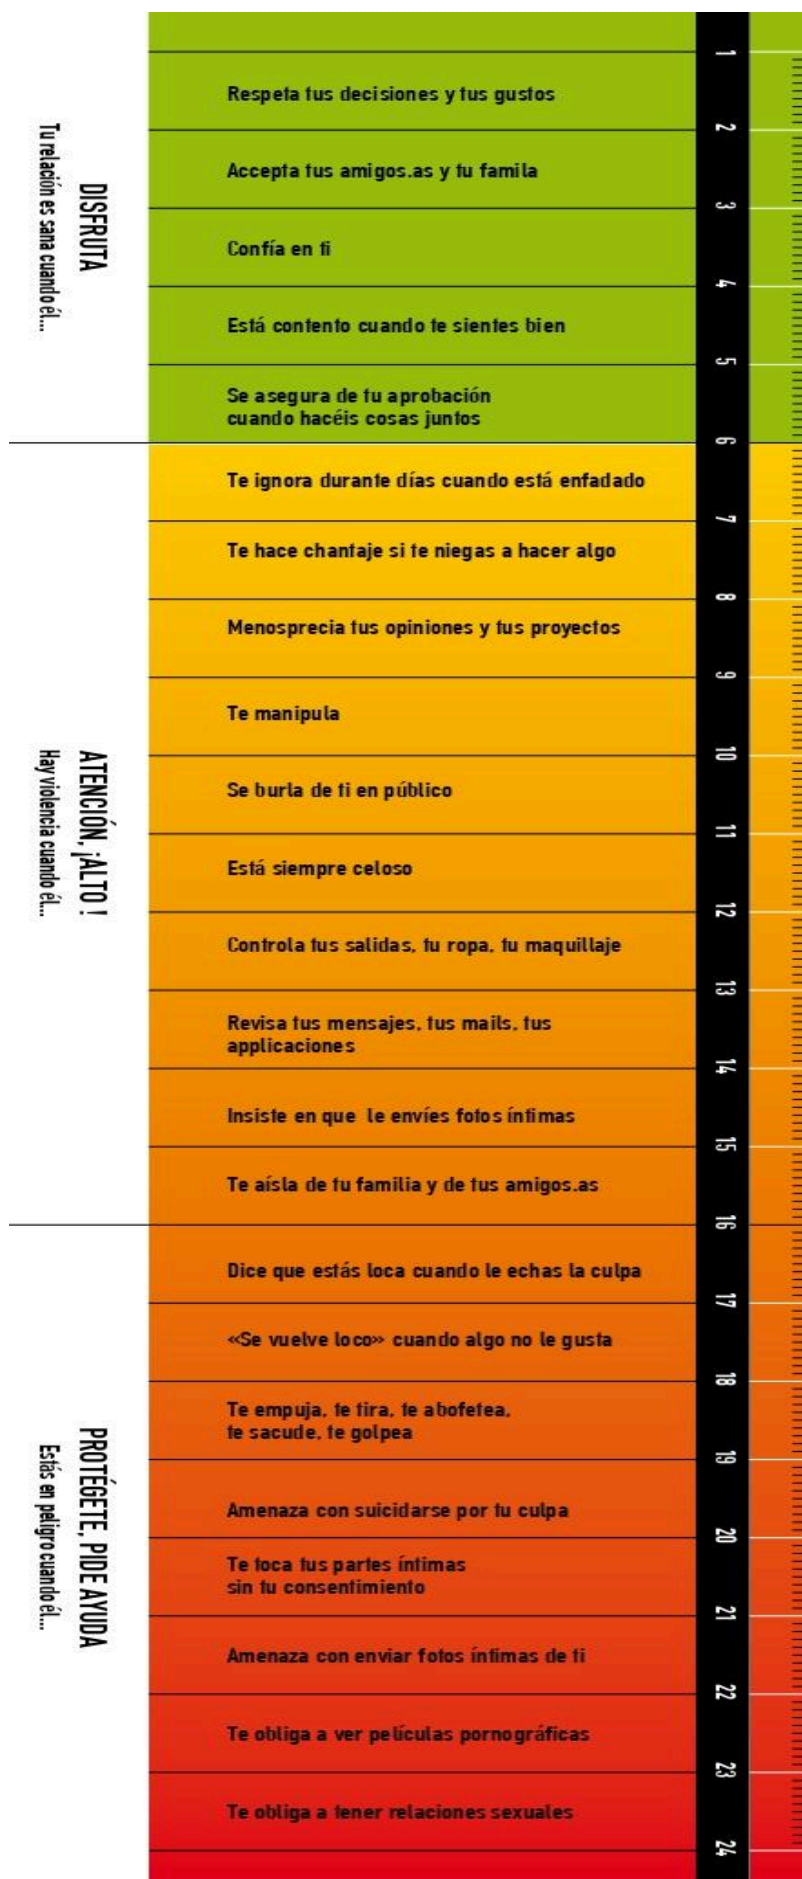 DISFRUTA
Tu relación es sana cuando él...
1
Respeta tus decisiones y tus gustos
2
Accepta tus amigos.as y tu famila
3
Confía en ti
4
Está contento cuando te sientes bien
5
Se asegura de tu aprobación
cuando hacéis cosas juntos
6
ATENCIÓN, ¡ALTO !
Hay violencia cuando él...
Te ignora durante días cuando está enfadado
7
Te hace chantaje si te niegas a hacer algo
8
Menosprecia tus opiniones y tus proyectos
9
Te manipula
10
Se burla de ti en público
11
Está siempre celoso
12
Controla tus salidas, tu ropa, tu maquillaje
13
Revisa tus mensajes, tus mails, tus
applicaciones
14
Insiste en que le envíes fotos íntimas
15
Te aísla de tu familia y de tus amigos.as
16
PROTÉGETE, PIDE AYUDA
Estás en peligro cuando él...
Dice que estás loca cuando le echas la culpa
17
«Se vuelve loco» cuando algo no le gusta
18
Te empuja, te tira, te abofetea,
te sacude, te golpea
19
Amenaza con suicidarse por tu culpa
20
Te toca tus partes íntimas
sin tu consentimiento
21
Amenaza con enviar fotos íntimas de ti
22
Te obliga a ver películas pornográficas
23
Te obliga a tener relaciones sexuales
24